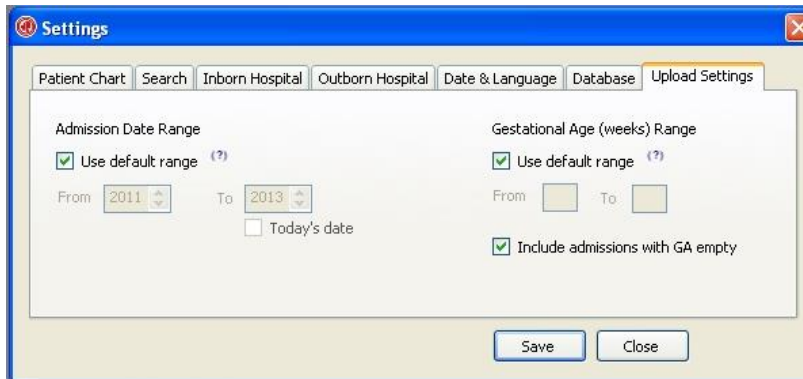 Settings
Patient Chart Search Inborn Hospital Outborn Hospital Date & Language Database Upload Settings
Admission Date Range
Use default range (?)
From 2011 To 2013
Today's date
Gestational Age (weeks) Range
Use default range (?)
From To
Include admissions with GA empty
Save Close